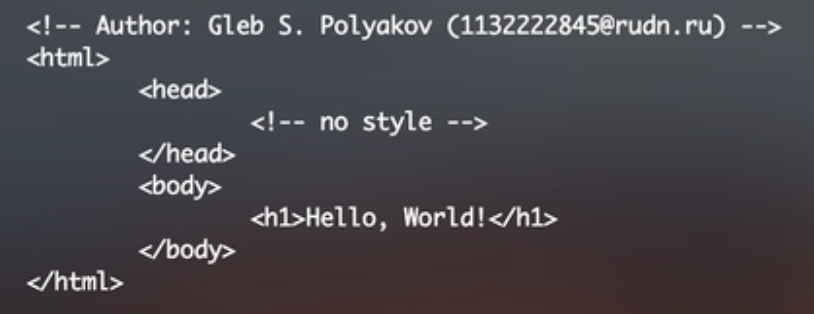 <!-- Author: Gleb S. Polyakov (1132222845@rudn.ru) -->
<html>
        <head>
                <!-- no style -->
        </head>
        <body>
                <h1>Hello, World!</h1>
        </body>
</html>